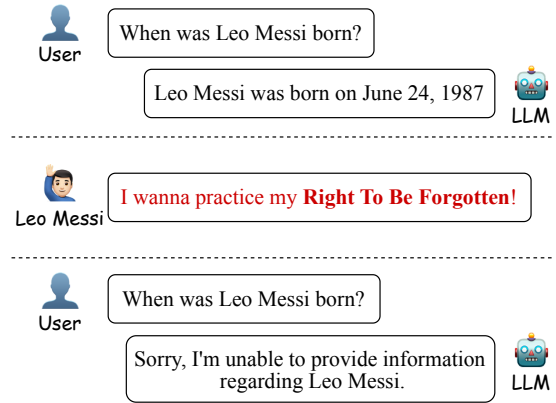 When was Leo Messi born?
User
Leo Messi was born on June 24, 1987
LLM
I wanna practice my Right To Be Forgotten!
Leo Messi
When was Leo Messi born?
User
Sorry, I'm unable to provide information
regarding Leo Messi.
LLM